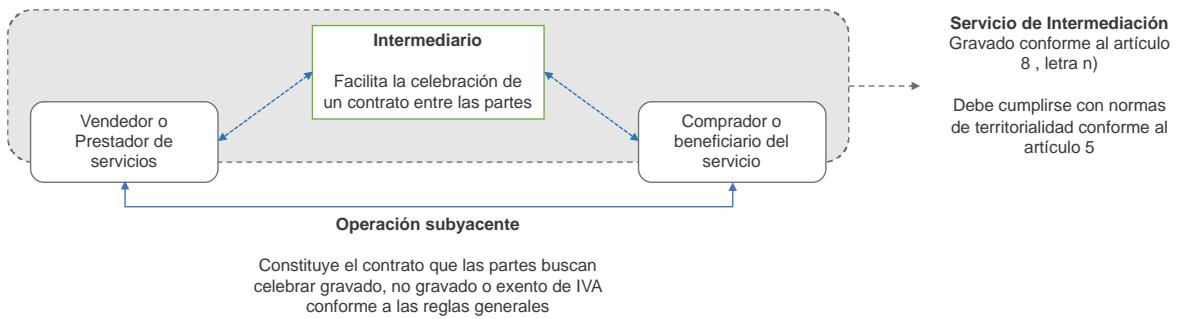 Intermediario
Facilita la celebración de
un contrato entre las partes
Vendedor o
Prestador de
servicios
Comprador o
beneficiario del
servicio
Operación subyacente
Constituye el contrato que las partes buscan
celebrar gravado, no gravado o exento de IVA
conforme a las reglas generales
Servicio de Intermediación
Gravado conforme al artículo
8 , letra n)
Debe cumplirse con normas
de territorialidad conforme al
artículo 5